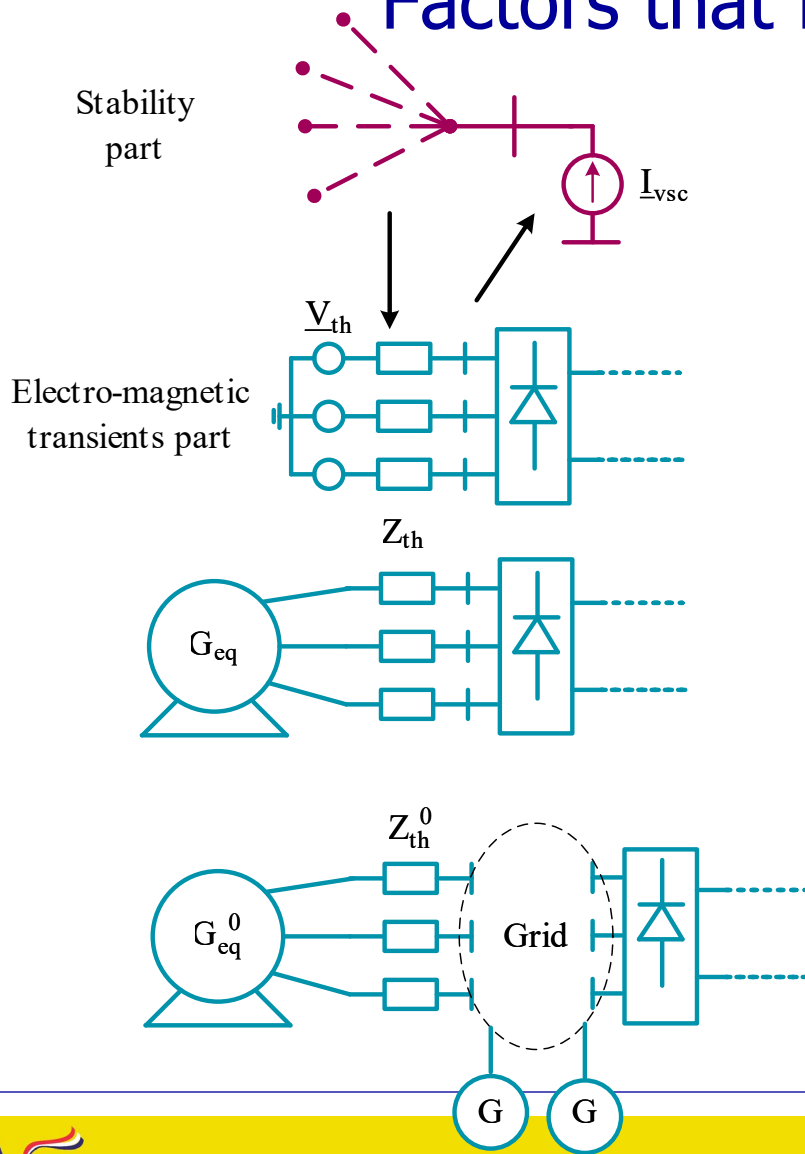 Factors that
Stability
part
I_vsc
V_th
Electro-magnetic
transients part
Z_th
G_eq
Z_th^0
G_eq^0
Grid
G G